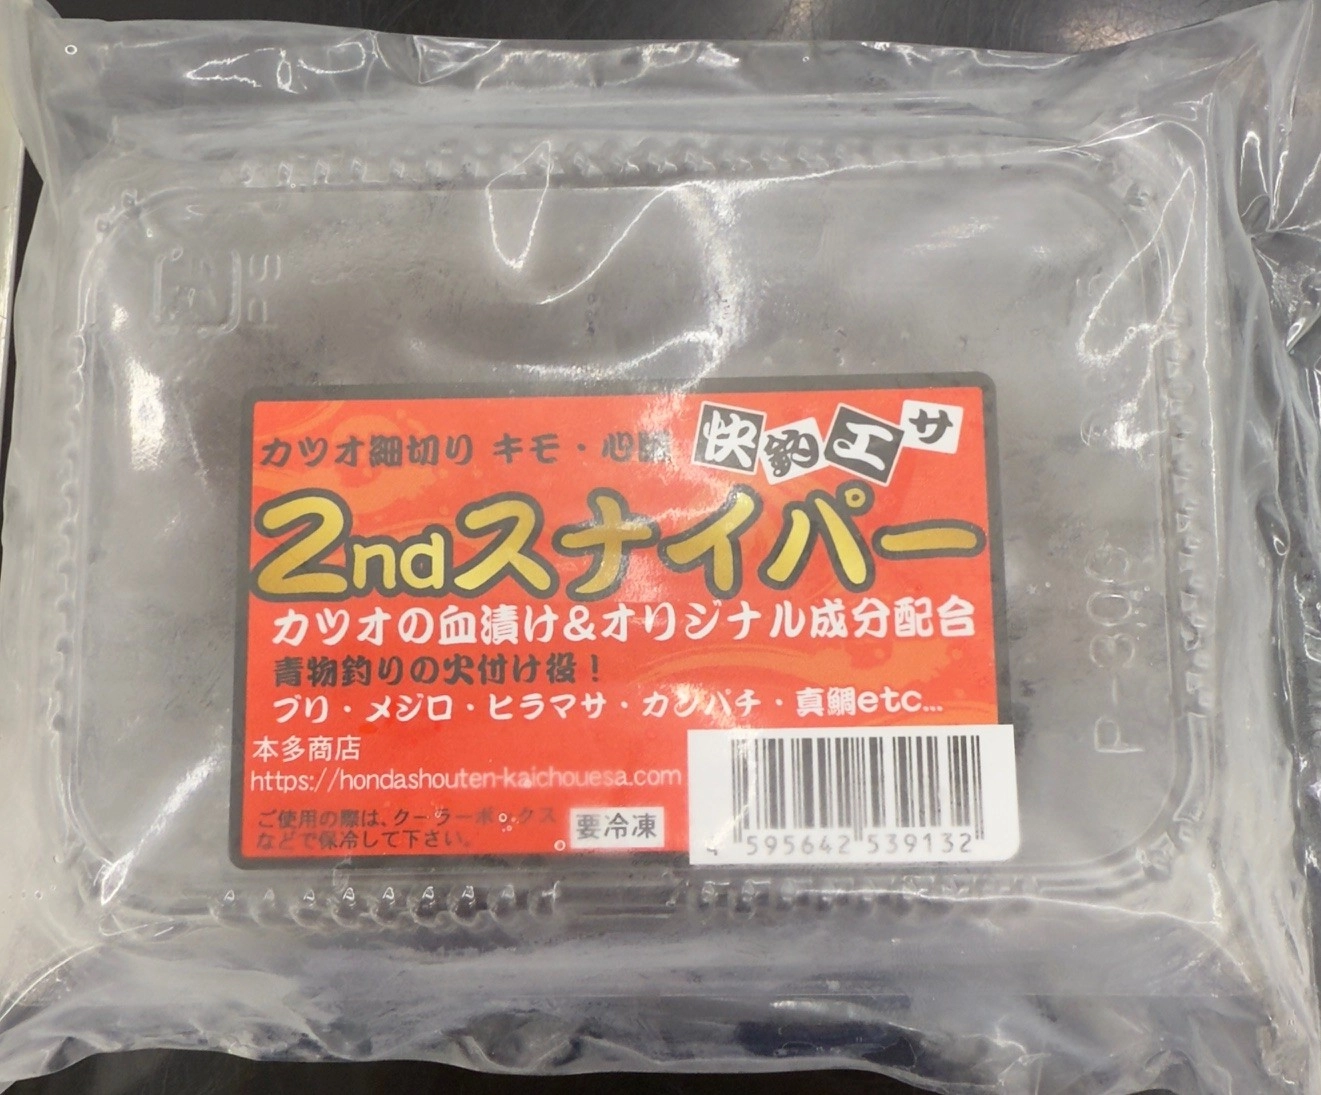 カツオ細切り キモ・心臓
快釣エサ
2ndスナイパー
カツオの血漬け&オリジナル成分配合
青物釣りの火付け役！
ブリ・メジロ・ヒラマサ・カンパチ・真鯛etc...
本多商店
https://hondashouten-kaichouesa.com
ご使用の際は、クーラーボックス
などで保冷して下さい。
要冷凍
4 595642 539132